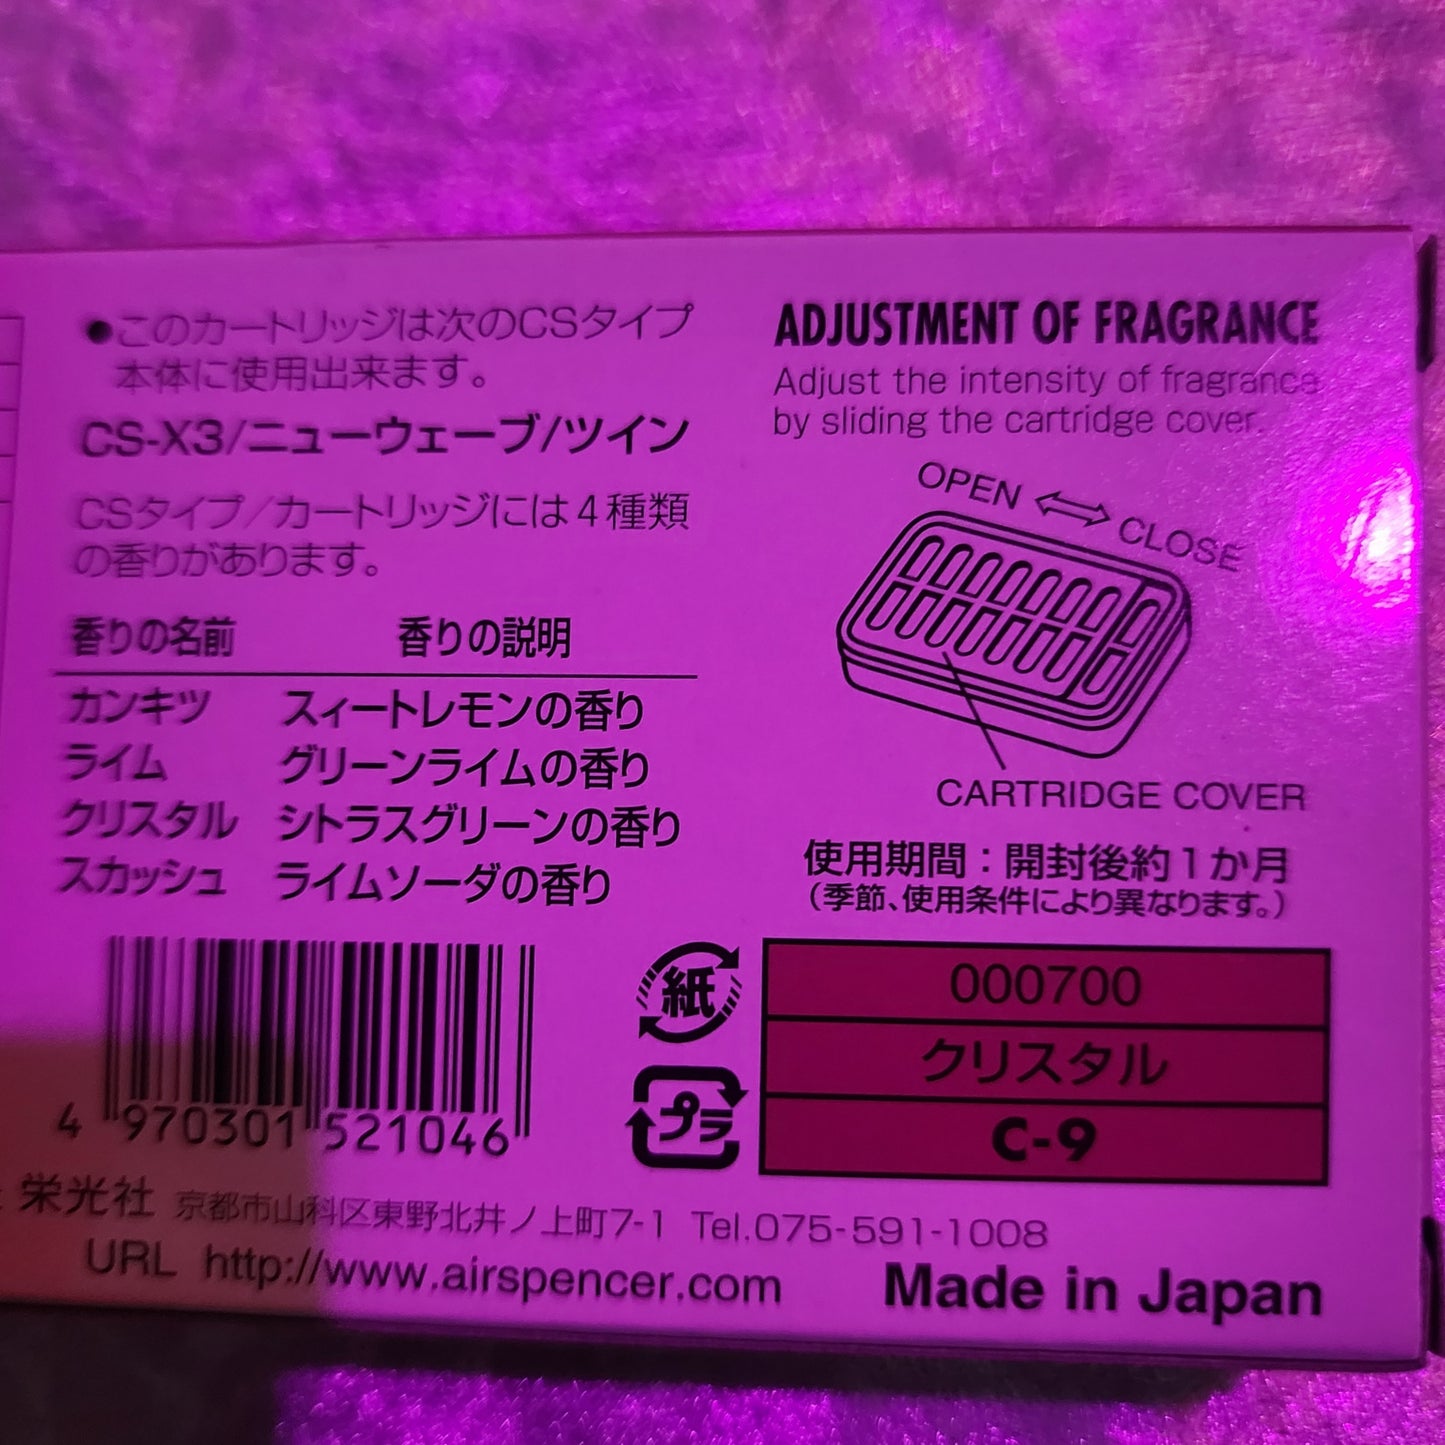 ●このカートリッジは次のCSタイプ
本体に使用出来ます。
CS-X3/ニューウェーブ/ツイン
CSタイプ/カートリッジには4種類
の香りがあります。
香りの名前 香りの説明
カンキツ スィートレモンの香り
ライム グリーンライムの香り
クリスタル シトラスグリーンの香り
スカッシュ ライムソーダの香り
4 970301 521046
ADJUSTMENT OF FRAGRANCE
Adjust the intensity of fragrance
by sliding the cartridge cover.
OPEN ⇔ CLOSE
CARTRIDGE COVER
使用期間：開封後約1か月
(季節、使用条件により異なります。)
紙
プラ
000700
クリスタル
C-9
栄光社 京都市山科区東野北井ノ上町7-1 Tel.075-591-1008
URL http://www.airspencer.com
Made in Japan